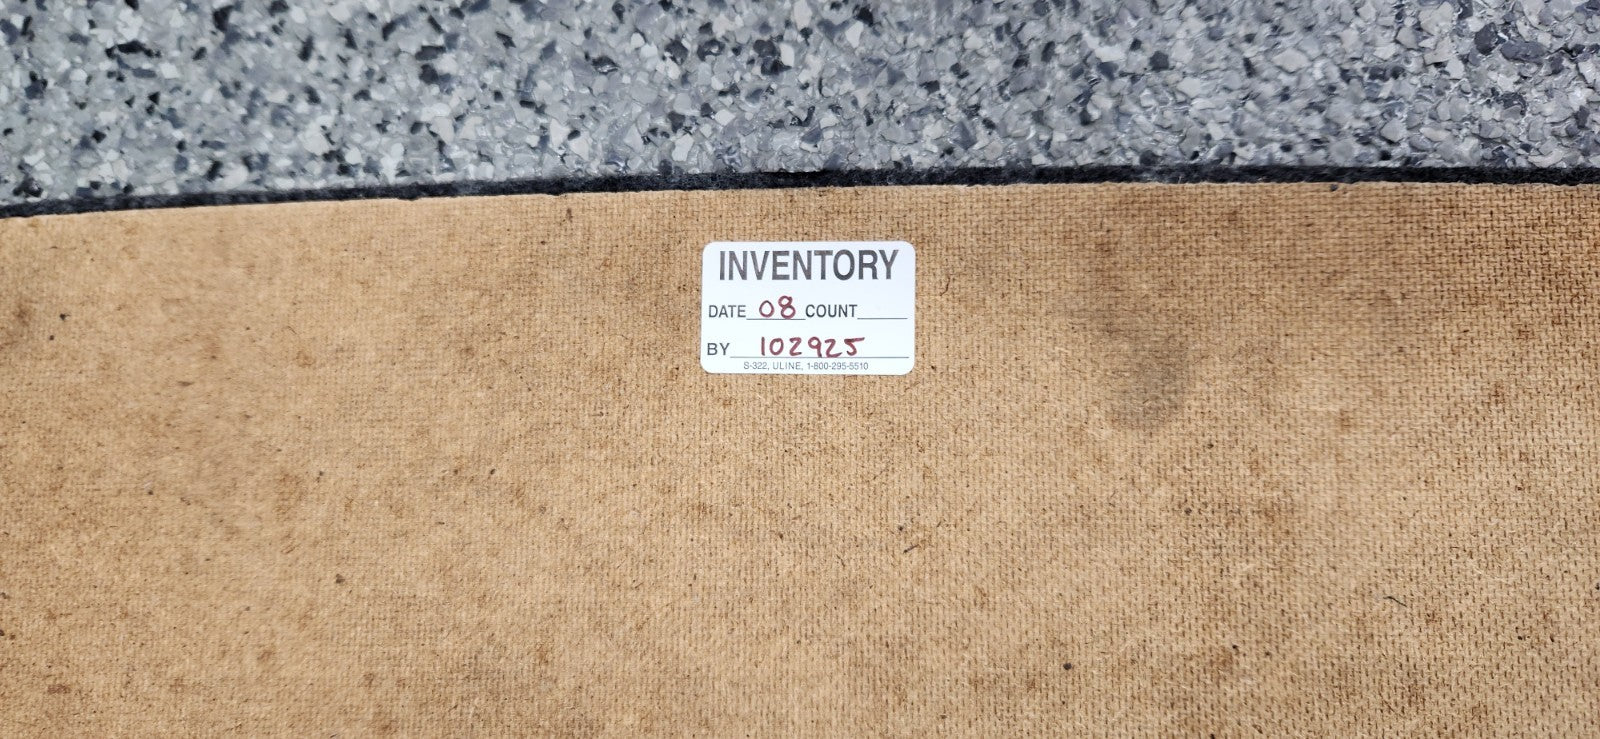 INVENTORY
DATE 08 COUNT
BY 102925
S-322, ULINE, 1-800-295-5510